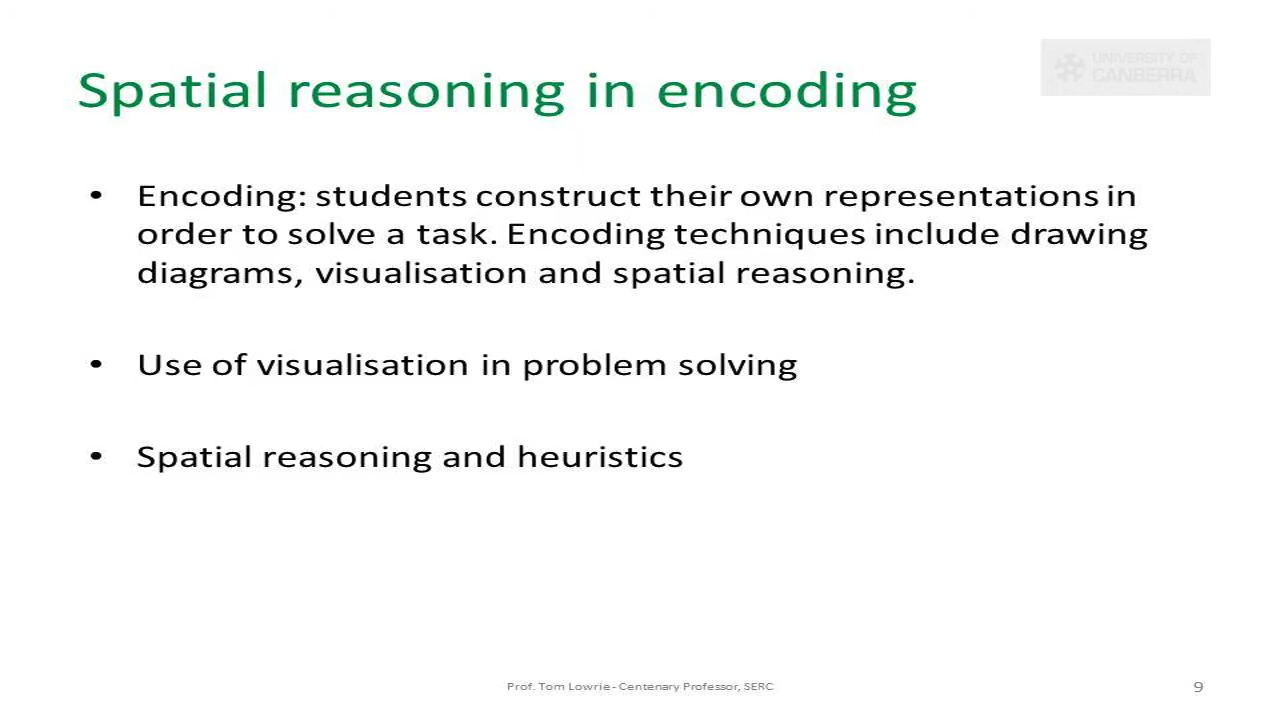 UNIVERSITY OF
CANBERRA
Spatial reasoning in encoding
• Encoding: students construct their own representations in
order to solve a task. Encoding techniques include drawing
diagrams, visualisation and spatial reasoning.
• Use of visualisation in problem solving
• Spatial reasoning and heuristics
Prof. Tom Lowrie - Centenary Professor, SERC
9